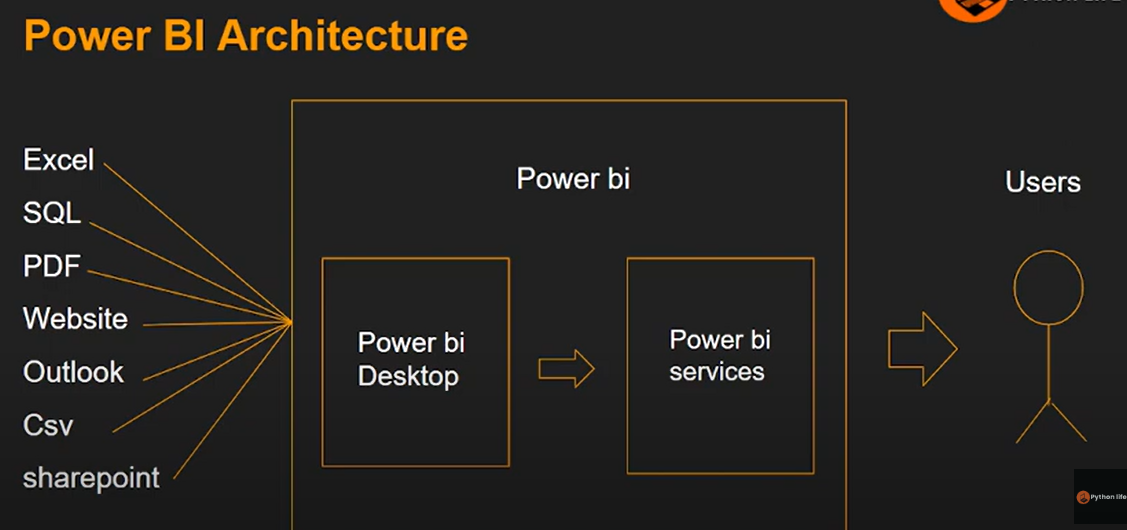 Power BI Architecture
Excel
SQL
PDF
Website
Outlook
Csv
sharepoint
Power bi
Power bi
Desktop
Power bi
services
Users
Python life